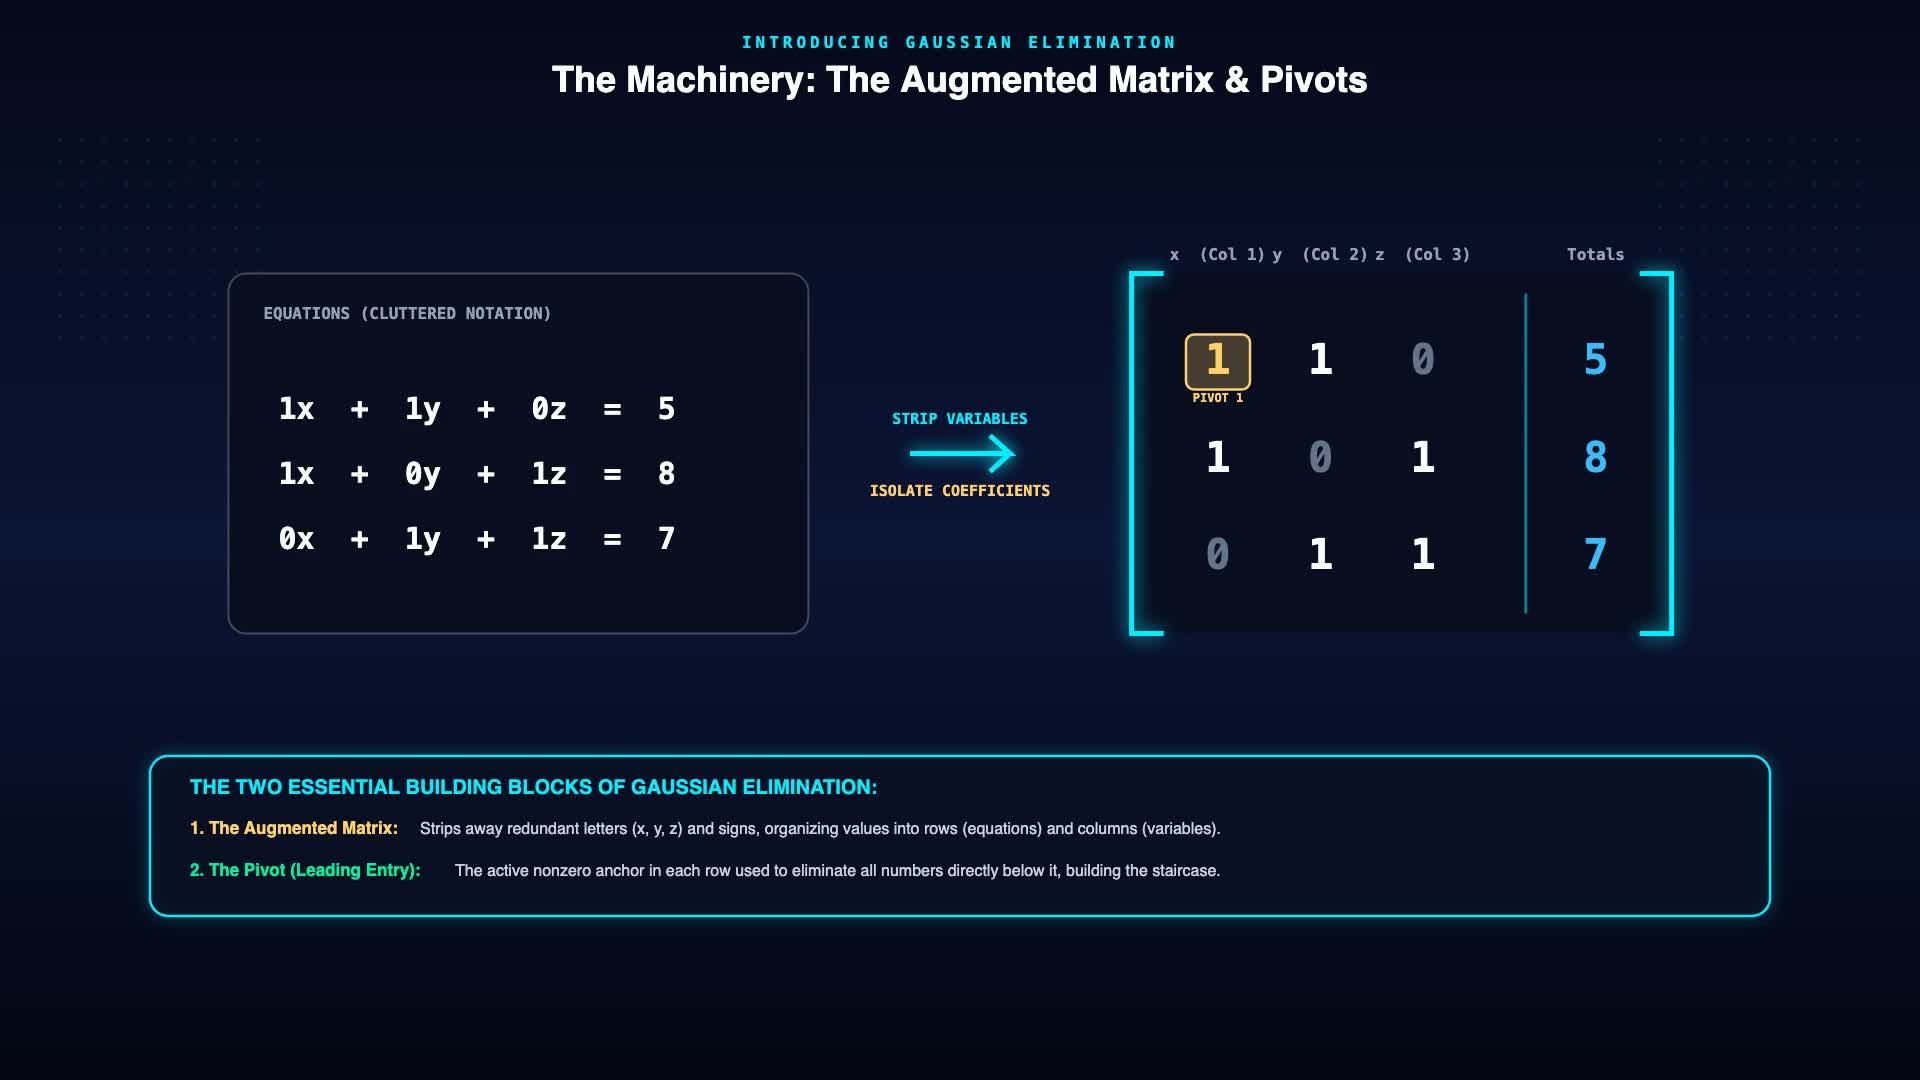 INTRODUCING GAUSSIAN ELIMINATION
The Machinery: The Augmented Matrix & Pivots
EQUATIONS (CLUTTERED NOTATION)
1x + 1y + 0z = 5
1x + 0y + 1z = 8
0x + 1y + 1z = 7
STRIP VARIABLES
ISOLATE COEFFICIENTS
x (Col 1) y (Col 2) z (Col 3) Totals
1 1 0 5
PIVOT 1
1 0 1 8
0 1 1 7
THE TWO ESSENTIAL BUILDING BLOCKS OF GAUSSIAN ELIMINATION:
1. The Augmented Matrix: Strips away redundant letters (x, y, z) and signs, organizing values into rows (equations) and columns (variables).
2. The Pivot (Leading Entry): The active nonzero anchor in each row used to eliminate all numbers directly below it, building the staircase.